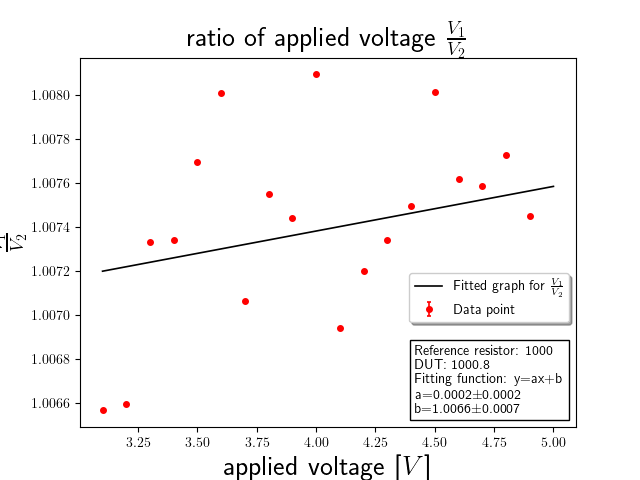 ratio of applied voltage V₁/V₂
1.0080
1.0078
1.0076
1.0074
1.0072
1.0070
1.0068
1.0066
V₁/V₂
Fitted graph for V₁/V₂
Data point
Reference resistor: 1000
DUT: 1000.8
Fitting function: y=ax+b
a=0.0002±0.0002
b=1.0066±0.0007
3.25 3.50 3.75 4.00 4.25 4.50 4.75 5.00
applied voltage [V]